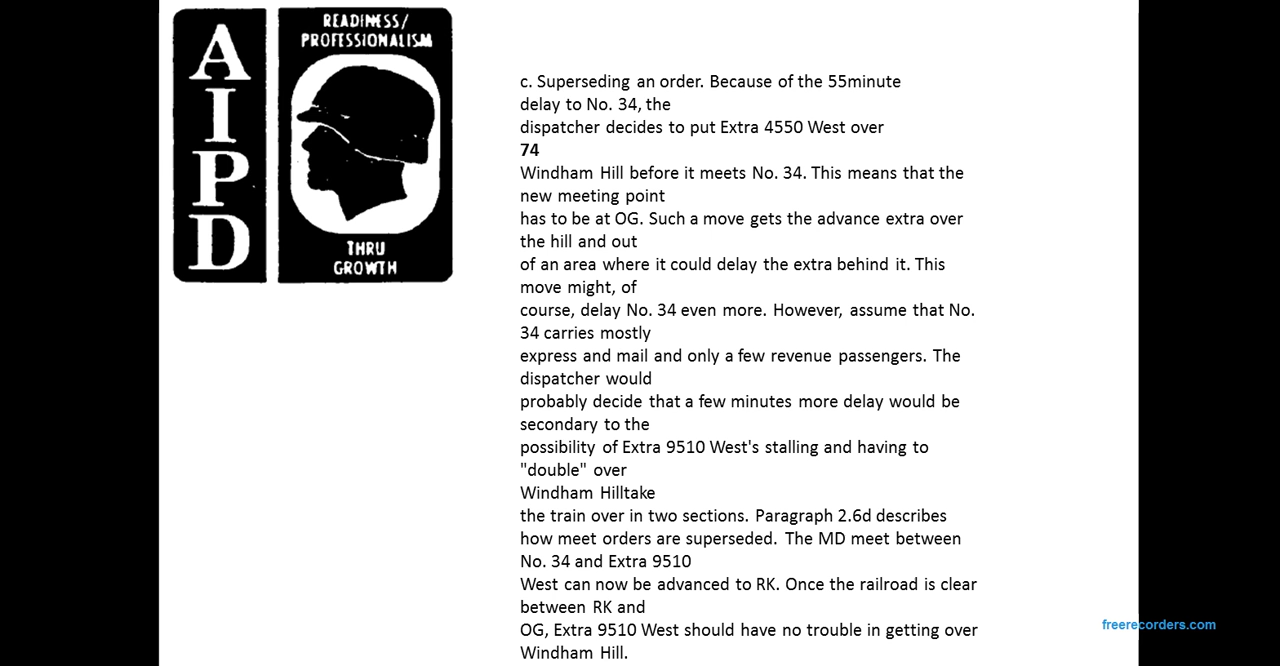 A
I
P
D
READINESS/
PROFESSIONALISM
THRU
GROWTH
c. Superseding an order. Because of the 55minute
delay to No. 34, the
dispatcher decides to put Extra 4550 West over
74
Windham Hill before it meets No. 34. This means that the
new meeting point
has to be at OG. Such a move gets the advance extra over
the hill and out
of an area where it could delay the extra behind it. This
move might, of
course, delay No. 34 even more. However, assume that No.
34 carries mostly
express and mail and only a few revenue passengers. The
dispatcher would
probably decide that a few minutes more delay would be
secondary to the
possibility of Extra 9510 West's stalling and having to
"double" over
Windham Hilltake
the train over in two sections. Paragraph 2.6d describes
how meet orders are superseded. The MD meet between
No. 34 and Extra 9510
West can now be advanced to RK. Once the railroad is clear
between RK and
OG, Extra 9510 West should have no trouble in getting over
Windham Hill.
freerecorders.com